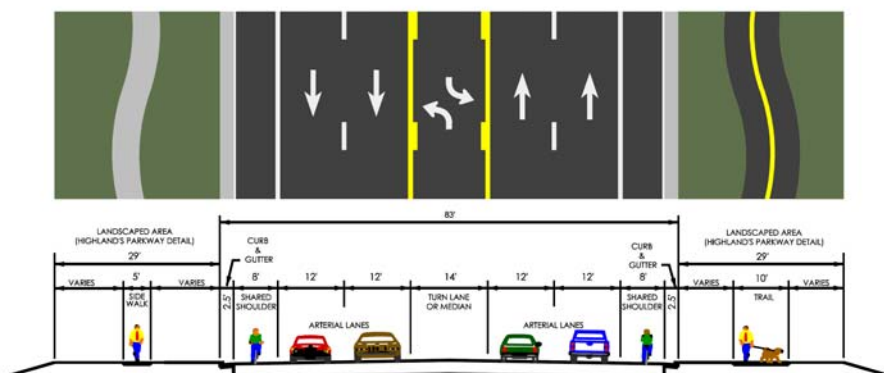 83'
LANDSCAPED AREA
(HIGHLAND'S PARKWAY DETAIL)
29'
CURB
&
GUTTER
CURB
&
GUTTER
LANDSCAPED AREA
(HIGHLAND'S PARKWAY DETAIL)
29'
VARIES
5'
VARIES
2.5'
8'
12'
12'
14'
12'
12'
8'
2.5'
VARIES
10'
VARIES
SIDE
WALK
SHARED
SHOULDER
ARTERIAL LANES
TURN LANE
OR MEDIAN
ARTERIAL LANES
SHARED
SHOULDER
TRAIL